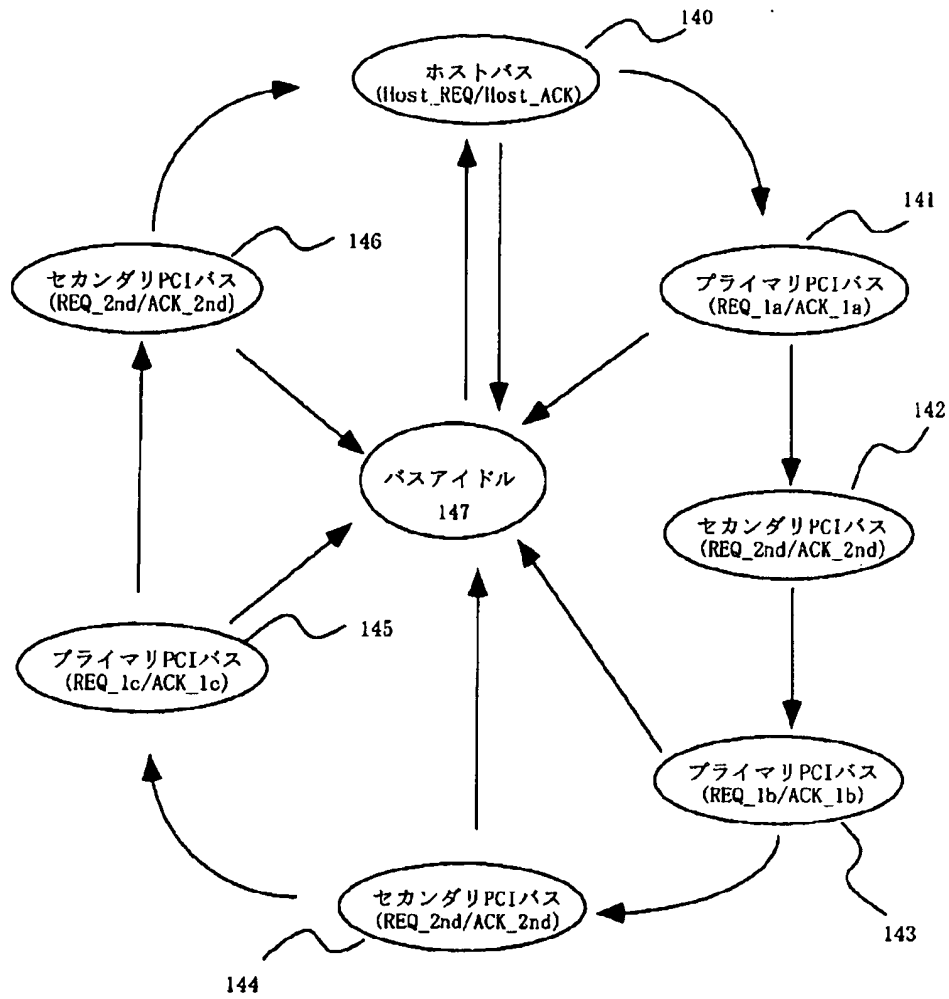 140
ホストバス
(Host_REQ/Host_ACK)
141
プライマリPCIバス
(REQ_1a/ACK_1a)
146
セカンダリPCIバス
(REQ_2nd/ACK_2nd)
142
セカンダリPCIバス
(REQ_2nd/ACK_2nd)
バスアイドル
147
145
プライマリPCIバス
(REQ_1c/ACK_1c)
プライマリPCIバス
(REQ_1b/ACK_1b)
143
セカンダリPCIバス
(REQ_2nd/ACK_2nd)
144